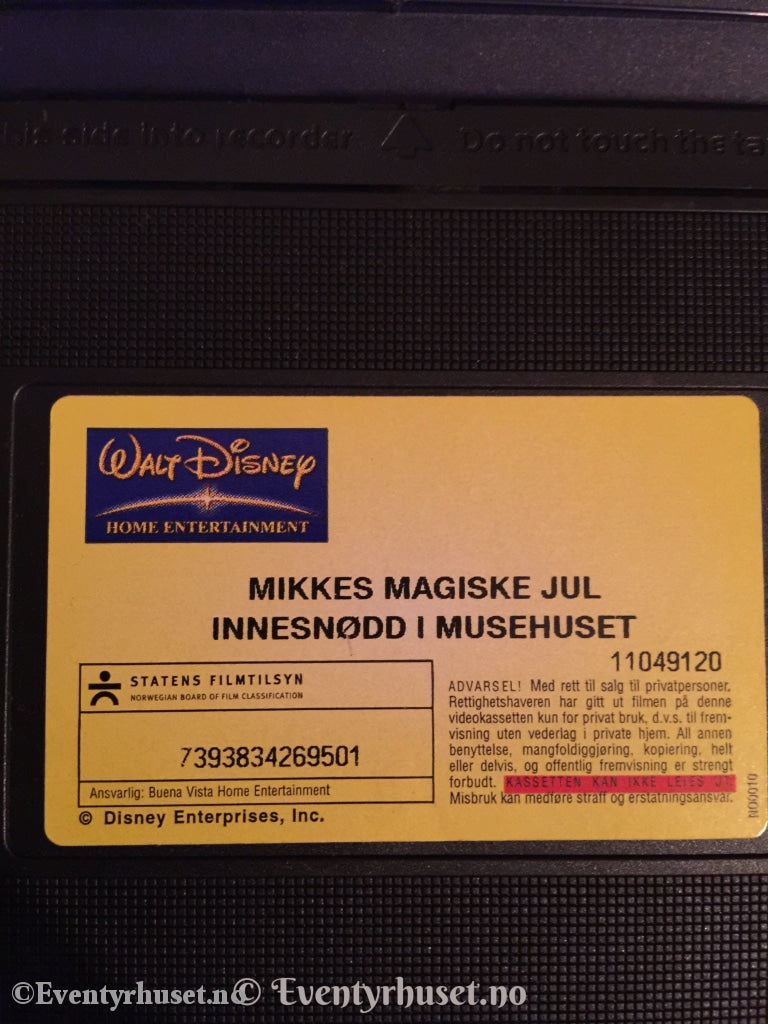 side into recorder Do not touch the
WALT DISNEY
HOME ENTERTAINMENT
MIKKES MAGISKE JUL
INNESNØDD I MUSEHUSET
11049120
STATENS FILMTILSYN
NORWEGIAN BOARD OF FILM CLASSIFICATION
7393834269501
Ansvarlig: Buena Vista Home Entertainment
© Disney Enterprises, Inc.
ADVARSEL! Med rett til salg til privatpersoner.
Rettighetshaveren har gitt ut filmen på denne
videokassetten kun for privat bruk, d.v.s. til frem-
visning uten vederlag i private hjem. All annen
benyttelse, mangfoldiggjøring, kopiering, helt
eller delvis, og offentlig fremvisning er strengt
forbudt. KASSETTEN KAN IKKE LEIES UT.
Misbruk kan medføre straff og erstatningsansvar.
NO0010
©Eventyrhuset.no © Eventyrhuset.no